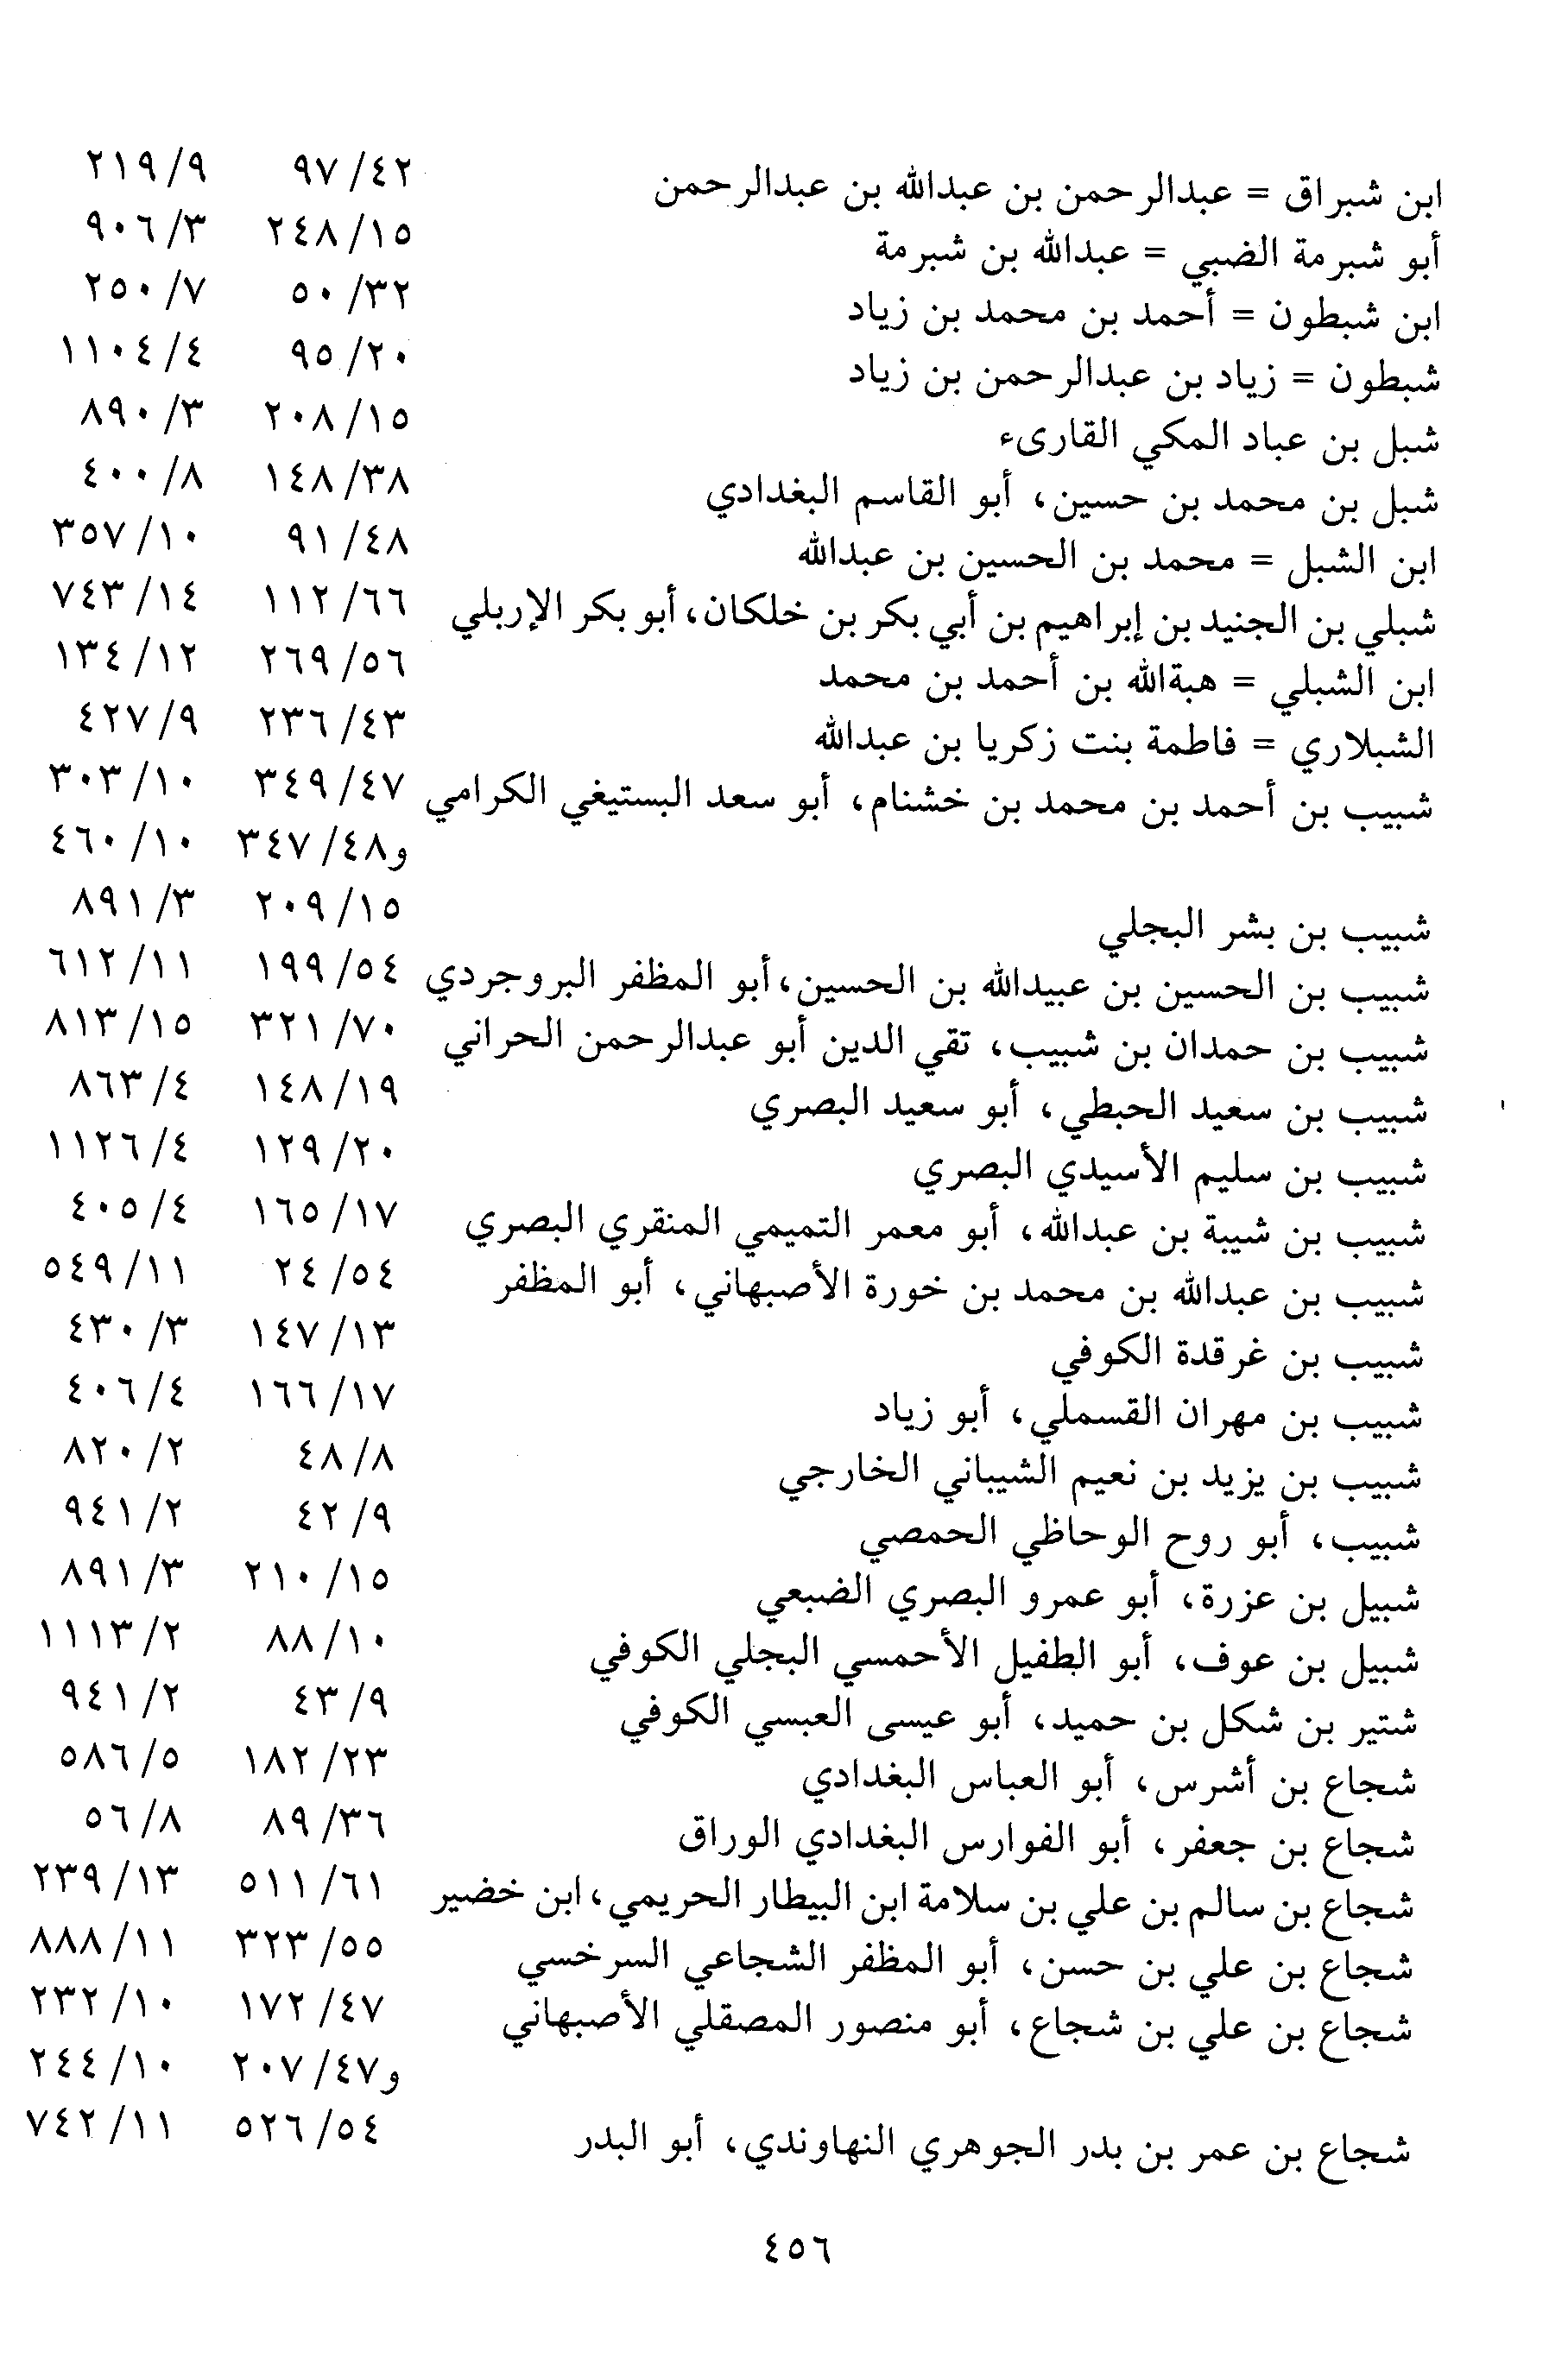 ابن شبراق = عبدالرحمن بن عبدالله بن عبدالرحمن ٤٢/ ٩٧ ٩/ ٢١٩
أبو شبرمة الضبي = عبدالله بن شبرمة ١٥/ ٢٤٨ ٣/ ٩٠٦
ابن شبطون = أحمد بن محمد بن زياد ٣٢/ ٥٠ ٧/ ٢٥٠
شبطون = زياد بن عبدالرحمن بن زياد ٢٠/ ٩٥ ٤/ ١١٠٤
شبل بن عباد المكي القارىء ١٥/ ٢٠٨ ٣/ ٨٩٠
شبل بن محمد بن حسين، أبو القاسم البغدادي ٣٨/ ١٤٨ ٨/ ٤٠٠
ابن الشبل = محمد بن الحسين بن عبدالله ٤٨/ ٩١ ١٠/ ٣٥٧
شبلي بن الجنيد بن إبراهيم بن أبي بكر بن خلكان، أبو بكر الإربلي ٦٦/ ١١٢ ١٤/ ٧٤٣
ابن الشبلي = هبةالله بن أحمد بن محمد ٥٦/ ٢٦٩ ١٢/ ١٣٤
الشبلاري = فاطمة بنت زكريا بن عبدالله ٤٣/ ٢٣٦ ٩/ ٤٢٧
شبيب بن أحمد بن محمد بن خشنام، أبو سعد البستيغي الكرامي ٤٧/ ٣٤٩ ١٠/ ٣٠٣
و٤٨/ ٣٤٧ ١٠/ ٤٦٠
شبيب بن بشر البجلي ١٥/ ٢٠٩ ٣/ ٨٩١
شبيب بن الحسين بن عبيدالله بن الحسين، أبو المظفر البروجردي ٥٤/ ١٩٩ ١١/ ٦١٢
شبيب بن حمدان بن شبيب، تقي الدين أبو عبدالرحمن الحراني ٧٠/ ٣٢١ ١٥/ ٨١٣
شبيب بن سعيد الحبطي، أبو سعيد البصري ١٩/ ١٤٨ ٤/ ٨٦٣
شبيب بن سليم الأسيدي البصري ٢٠/ ١٢٩ ٤/ ١١٢٦
شبيب بن شيبة بن عبدالله، أبو معمر التميمي المنقري البصري ١٧/ ١٦٥ ٤/ ٤٠٥
شبيب بن عبدالله بن محمد بن خورة الأصبهاني، أبو المظفر ٥٤/ ٢٤ ١١/ ٥٤٩
شبيب بن غرقدة الكوفي ١٣/ ١٤٧ ٣/ ٤٣٠
شبيب بن مهران القسملي، أبو زياد ١٧/ ١٦٦ ٤/ ٤٠٦
شبيب بن يزيد بن نعيم الشيباني الخارجي ٨/ ٤٨ ٢/ ٨٢٠
شبيب، أبو روح الوحاظي الحمصي ٩/ ٤٢ ٢/ ٩٤١
شبيل بن عزرة، أبو عمرو البصري الضبعي ١٥/ ٢١٠ ٣/ ٨٩١
شبيل بن عوف، أبو الطفيل الأحمسي البجلي الكوفي ١٠/ ٨٨ ٢/ ١١١٣
شتير بن شكل بن حميد، أبو عيسى العبسي الكوفي ٩/ ٤٣ ٢/ ٩٤١
شجاع بن أشرس، أبو العباس البغدادي ٢٣/ ١٨٢ ٥/ ٥٨٦
شجاع بن جعفر، أبو الفوارس البغدادي الوراق ٣٦/ ٨٩ ٨/ ٥٦
شجاع بن سالم بن علي بن سلامة ابن البيطار الحريمي، ابن خضير ٦١/ ٥١١ ١٣/ ٢٣٩
شجاع بن علي بن حسن، أبو المظفر الشجاعي السرخسي ٥٥/ ٣٢٣ ١١/ ٨٨٨
شجاع بن علي بن شجاع، أبو منصور المصقلي الأصبهاني ٤٧/ ١٧٢ ١٠/ ٢٣٢
و٤٧/ ٢٠٧ ١٠/ ٢٤٤
شجاع بن عمر بن بدر الجوهري النهاوندي، أبو البدر ٥٤/ ٥٢٦ ١١/ ٧٤٢
٤٥٦